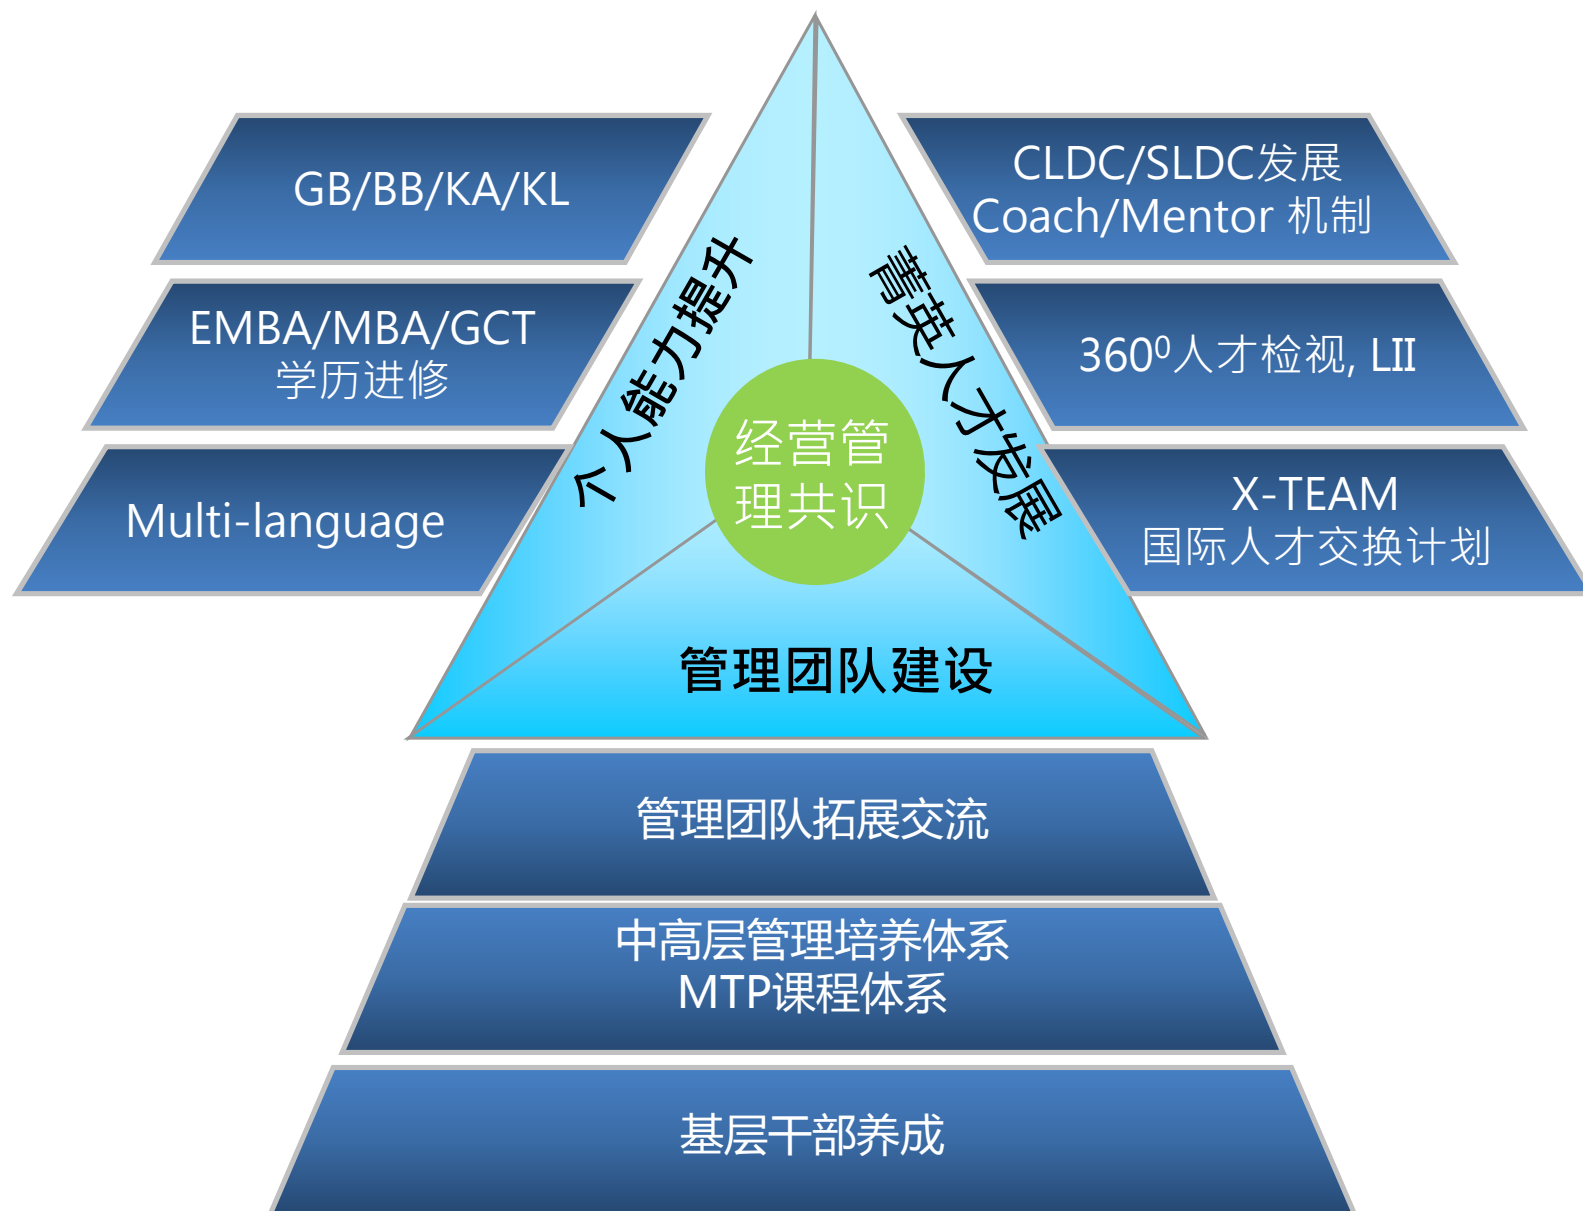 GB/BB/KA/KL
EMBA/MBA/GCT
学历进修
Multi-language
个人能力提升
菁英人才发展
经营管
理共识
管理团队建设
CLDC/SLDC发展
Coach/Mentor 机制
360⁰人才检视, LII
X-TEAM
国际人才交换计划
管理团队拓展交流
中高层管理培养体系
MTP课程体系
基层干部养成